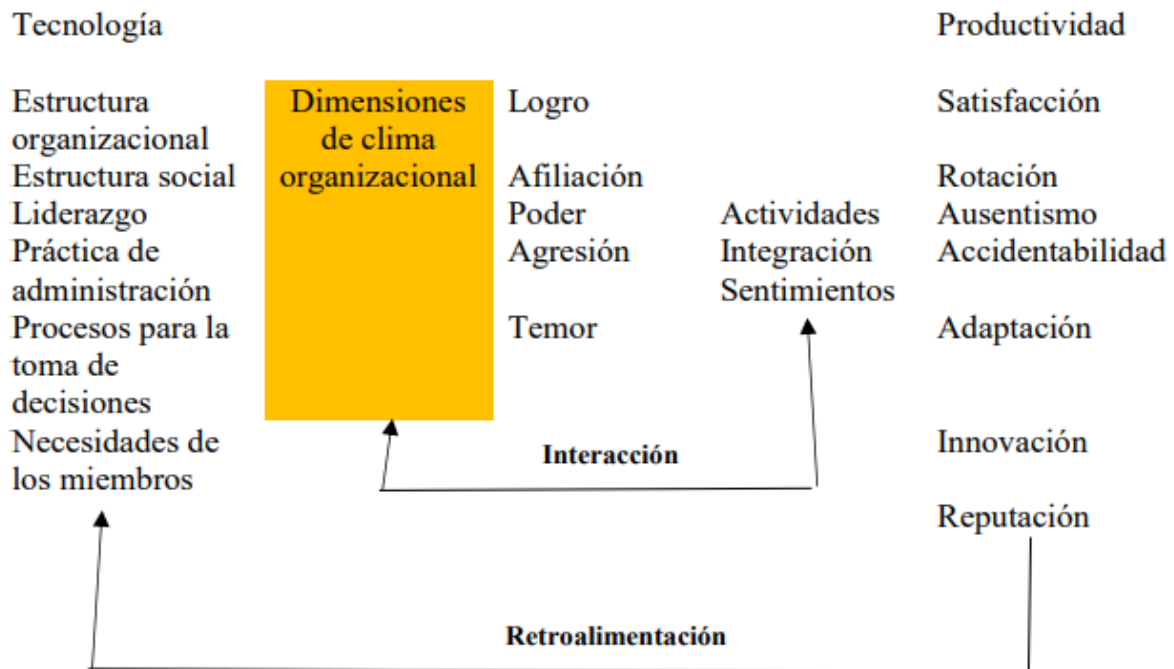 Tecnología
Productividad
Estructura
organizacional
Estructura social
Liderazgo
Práctica de
administración
Procesos para la
toma de
decisiones
Necesidades de
los miembros
Dimensiones
de clima
organizacional
Logro
Afiliación
Poder
Agresión
Temor
Actividades
Integración
Sentimientos
Satisfacción
Rotación
Ausentismo
Accidentabilidad
Adaptación
Innovación
Reputación
Interacción
Retroalimentación